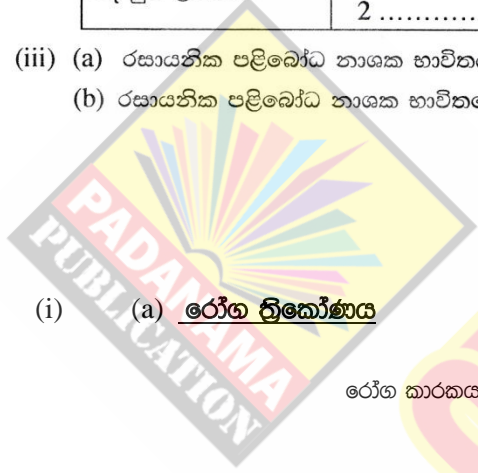 2 ............
(iii) (a) රසායනික පළිබෝධ නාශක
(b) රසායනික පළිබෝධ නාශක
PADANAMA
PUBLICATION
(i) (a) රෝග ත්‍රිකෝණය
රෝග කාරකය